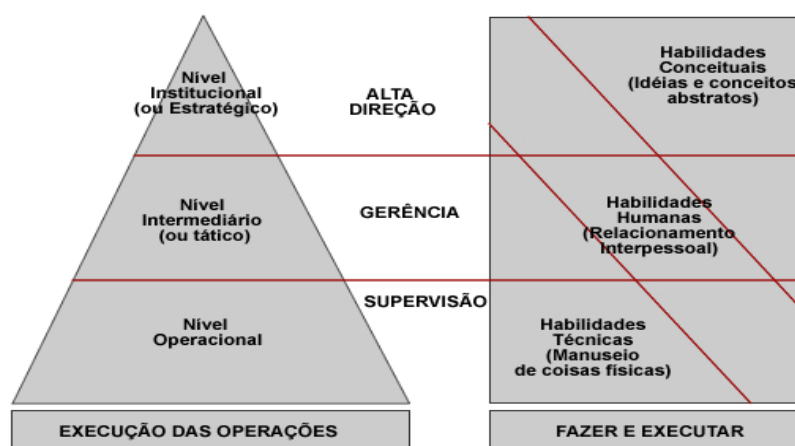 Nível
Institucional
(ou Estratégico)
ALTA
DIREÇÃO
Habilidades
Conceituais
(Idéias e conceitos
abstratos)
Nível
Intermediário
(ou tático)
GERÊNCIA
Habilidades
Humanas
(Relacionamento
Interpessoal)
SUPERVISÃO
Nível
Operacional
Habilidades
Técnicas
(Manuseio
de coisas físicas)
EXECUÇÃO DAS OPERAÇÕES
FAZER E EXECUTAR